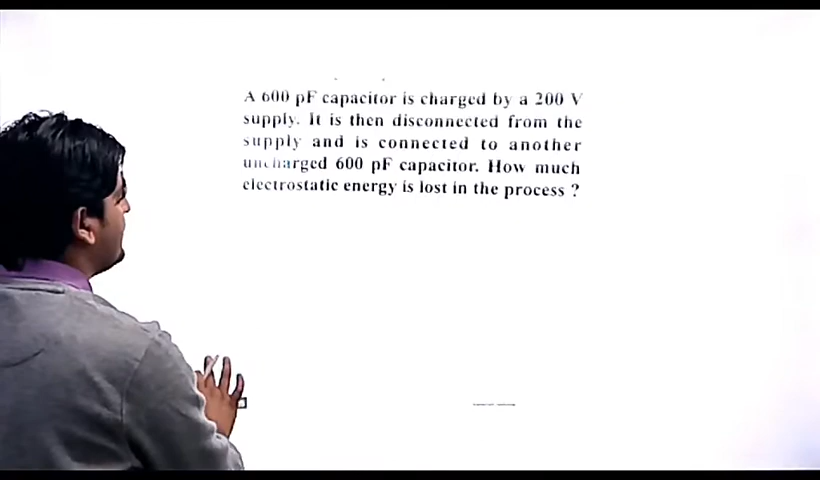 A 600 pF capacitor is charged by a 200 V
supply. It is then disconnected from the
supply and is connected to another
uncharged 600 pF capacitor. How much
electrostatic energy is lost in the process ?